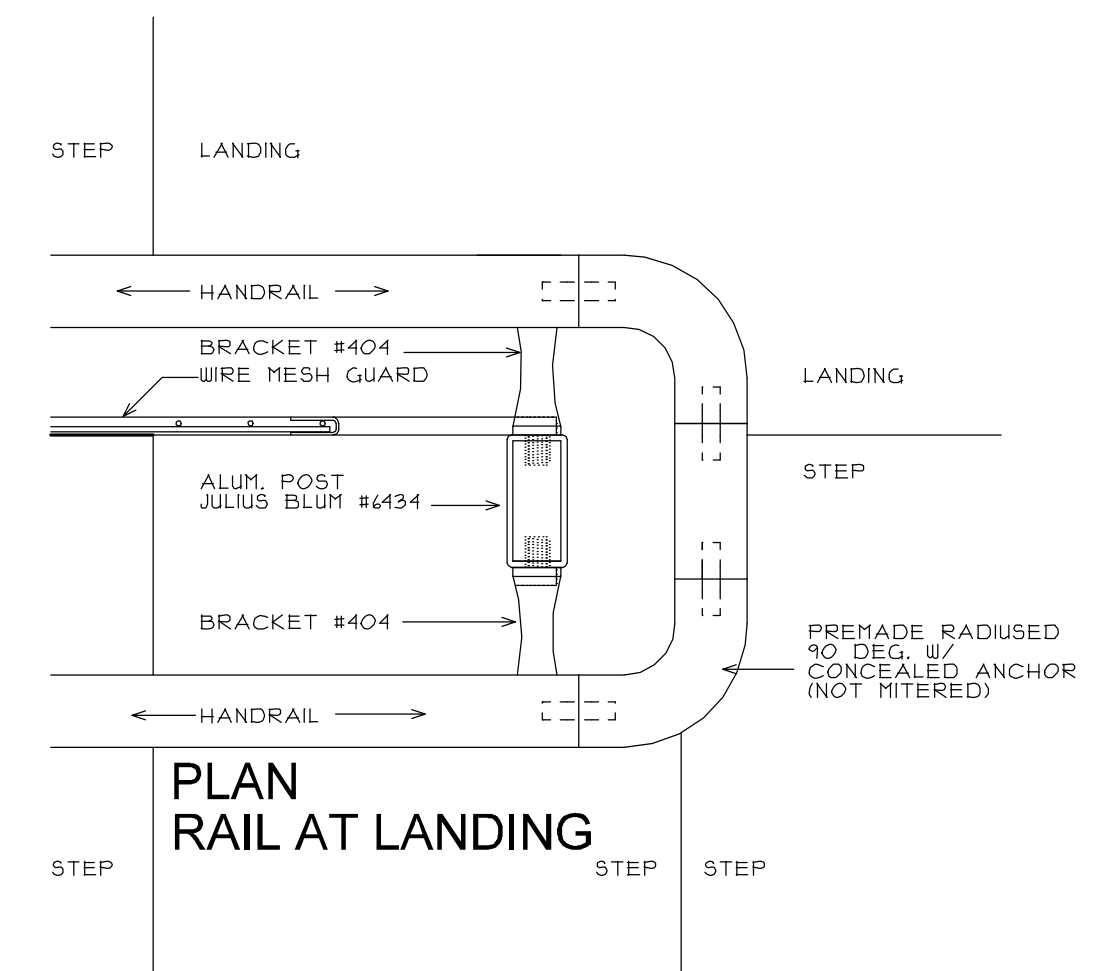 STEP
LANDING
HANDRAIL
BRACKET #404
WIRE MESH GUARD
LANDING
STEP
ALUM. POST
JULIUS BLUM #6434
BRACKET #404
PREMADE RADIUSED
90 DEG. W/
CONCEALED ANCHOR
(NOT MITERED)
HANDRAIL
PLAN
RAIL AT LANDING
STEP
STEP
STEP